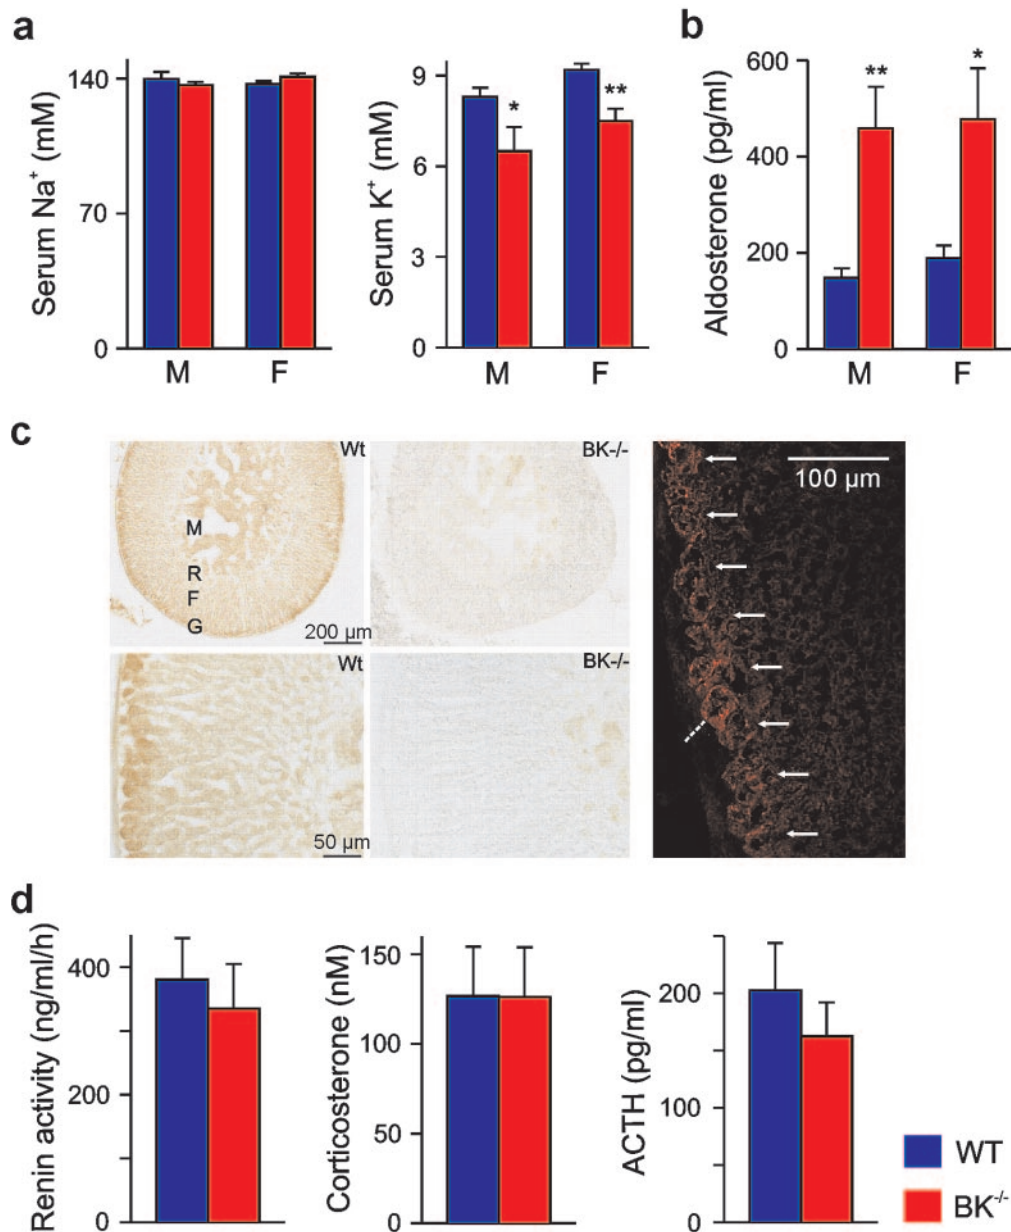 a
Serum Na+ (mM)
140
70
0
M F
Serum K+ (mM)
9
6
3
0
* **
M F
b
Aldosterone (pg/ml)
600
400
200
0
** *
M F
c
Wt
M
R
F
G
200 µm
BK-/-
Wt
50 µm
BK-/-
100 µm
d
Renin activity (ng/ml/h)
400
200
0
Corticosterone (nM)
150
100
50
0
ACTH (pg/ml)
200
100
0
WT
BK-/-